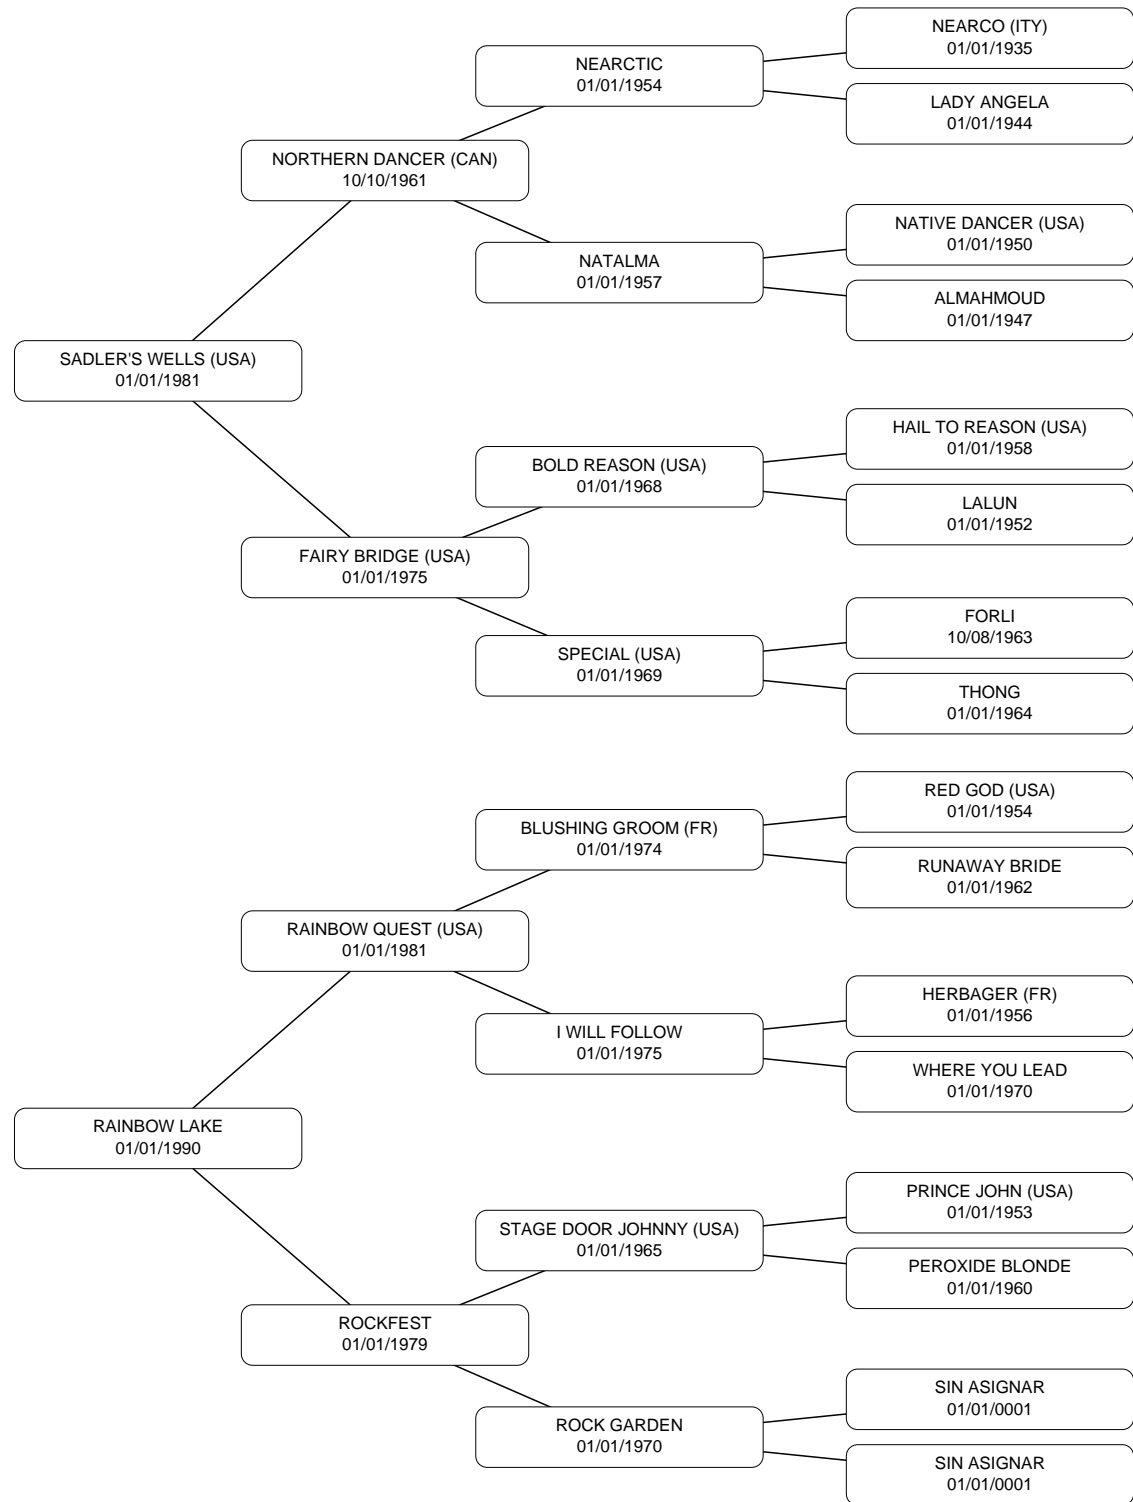 NEARCO (ITY)
01/01/1935
NEARCTIC
01/01/1954
LADY ANGELA
01/01/1944
NORTHERN DANCER (CAN)
10/10/1961
NATIVE DANCER (USA)
01/01/1950
NATALMA
01/01/1957
ALMAHMOUD
01/01/1947
SADLER'S WELLS (USA)
01/01/1981
HAIL TO REASON (USA)
01/01/1958
BOLD REASON (USA)
01/01/1968
LALUN
01/01/1952
FAIRY BRIDGE (USA)
01/01/1975
FORLI
10/08/1963
SPECIAL (USA)
01/01/1969
THONG
01/01/1964
RED GOD (USA)
01/01/1954
BLUSHING GROOM (FR)
01/01/1974
RUNAWAY BRIDE
01/01/1962
RAINBOW QUEST (USA)
01/01/1981
HERBAGER (FR)
01/01/1956
I WILL FOLLOW
01/01/1975
WHERE YOU LEAD
01/01/1970
RAINBOW LAKE
01/01/1990
PRINCE JOHN (USA)
01/01/1953
STAGE DOOR JOHNNY (USA)
01/01/1965
PEROXIDE BLONDE
01/01/1960
ROCKFEST
01/01/1979
SIN ASIGNAR
01/01/0001
ROCK GARDEN
01/01/1970
SIN ASIGNAR
01/01/0001